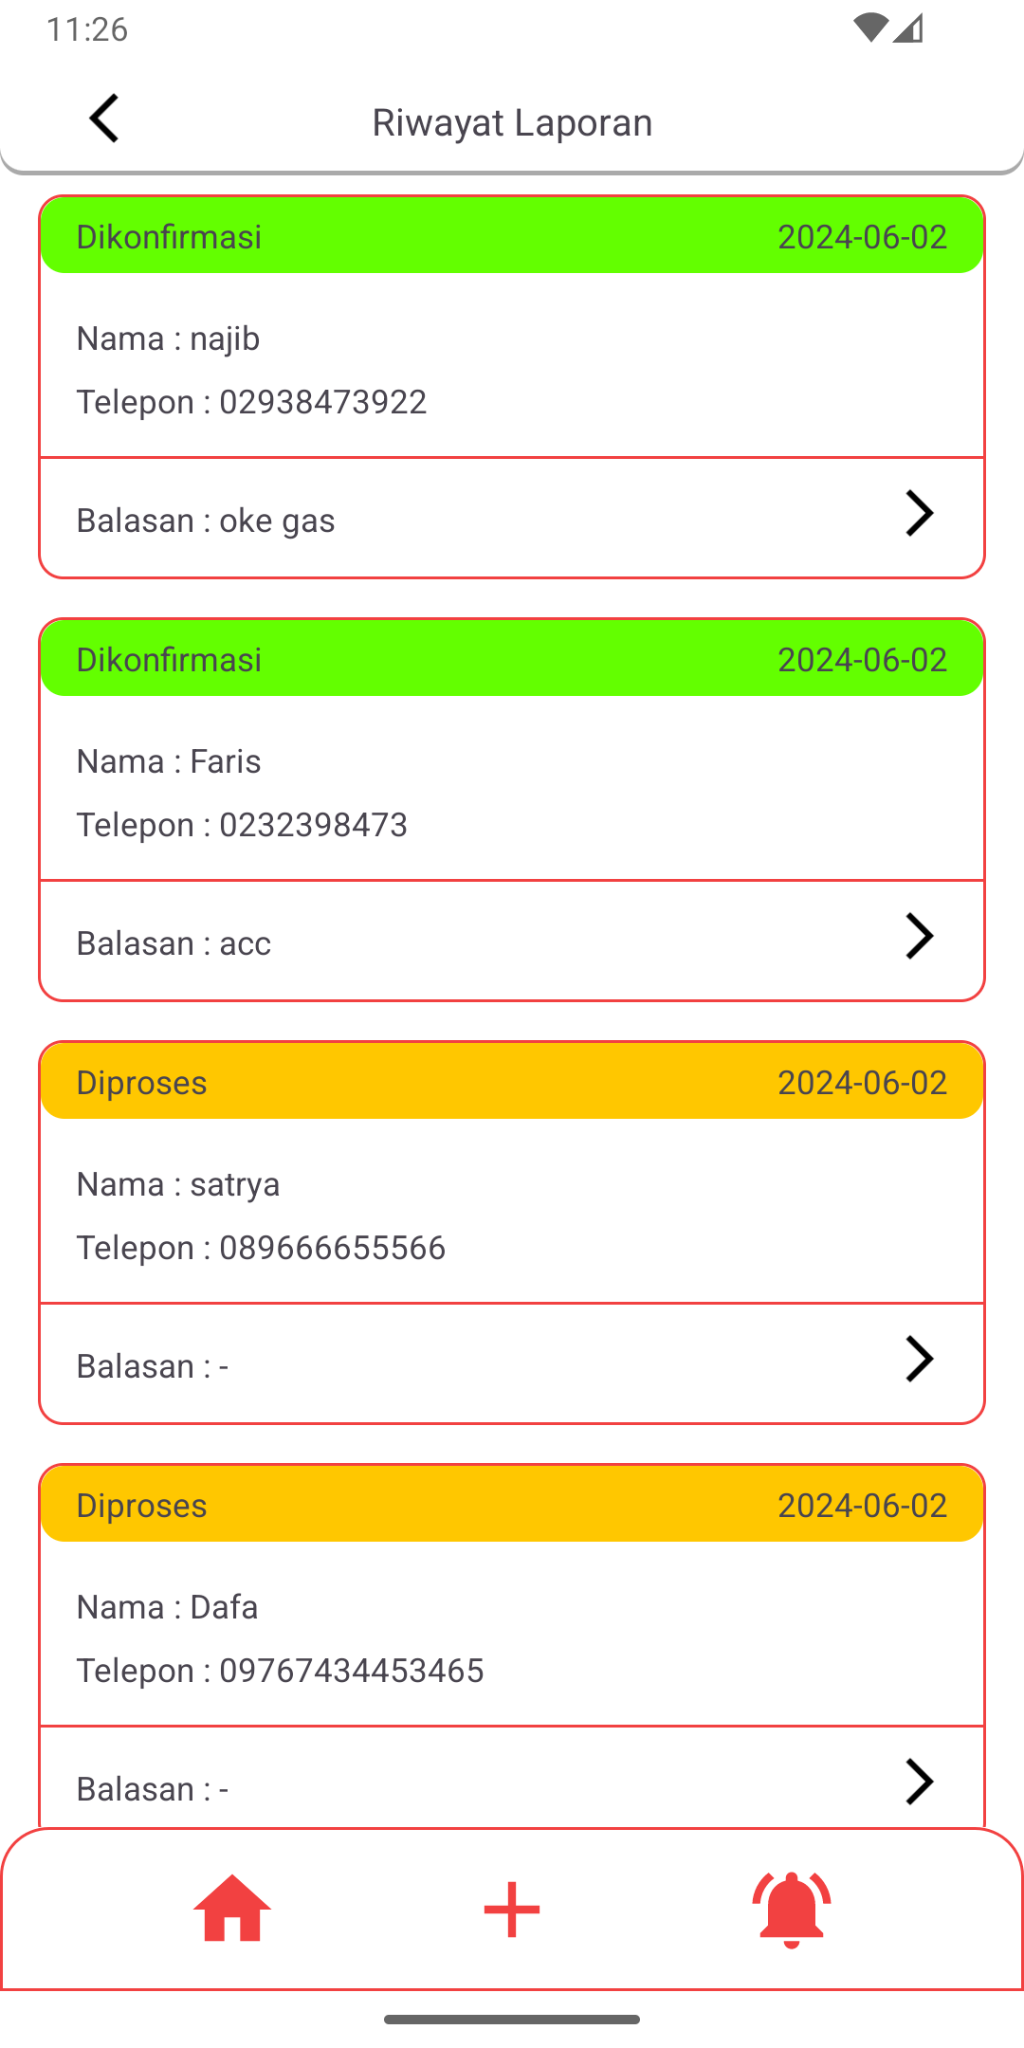 11:26
Riwayat Laporan
Dikonfirmasi 2024-06-02
Nama : najib
Telepon : 02938473922
Balasan : oke gas
Dikonfirmasi 2024-06-02
Nama : Faris
Telepon : 0232398473
Balasan : acc
Diproses 2024-06-02
Nama : satrya
Telepon : 089666655566
Balasan : -
Diproses 2024-06-02
Nama : Dafa
Telepon : 09767434453465
Balasan : -